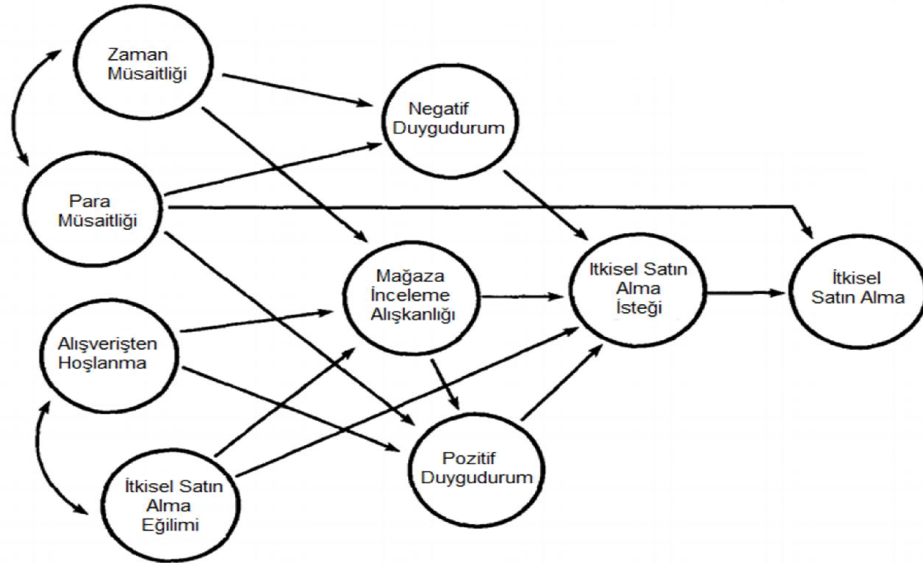 Zaman
Müsaitliği
Negatif
Duygudurum
Para
Müsaitliği
Mağaza
İnceleme
Alışkanlığı
Itkisel Satın
Alma
İsteği
İtkisel
Satın Alma
Alışverişten
Hoşlanma
Pozitif
Duygudurum
İtkisel Satın
Alma
Eğilimi